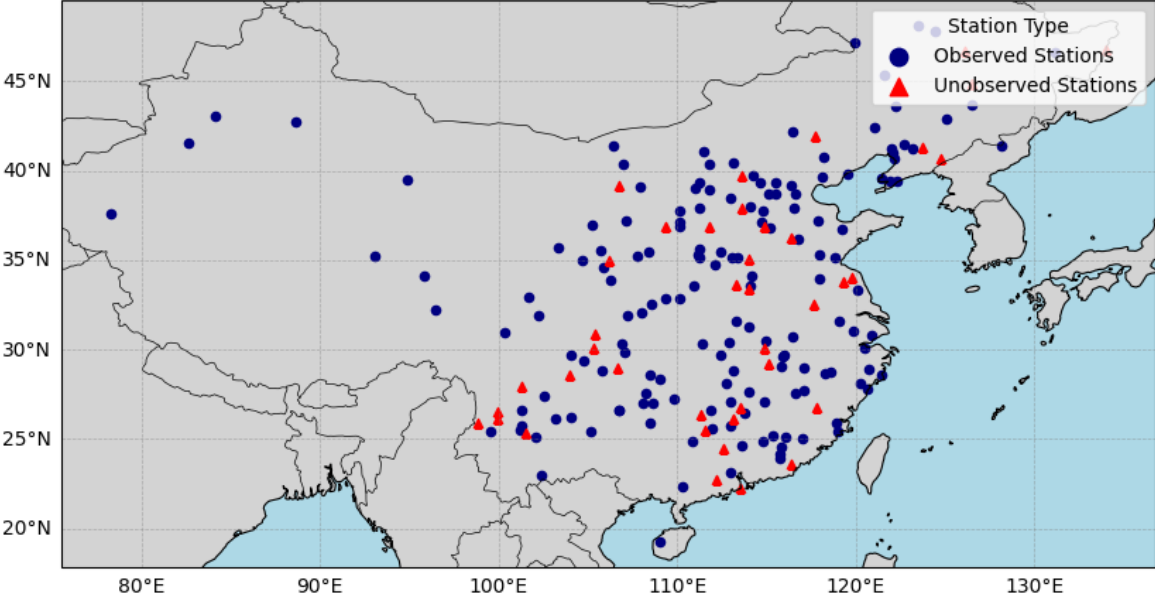 Station Type
Observed Stations
Unobserved Stations
45°N
40°N
35°N
30°N
25°N
20°N
80°E
90°E
100°E
110°E
120°E
130°E